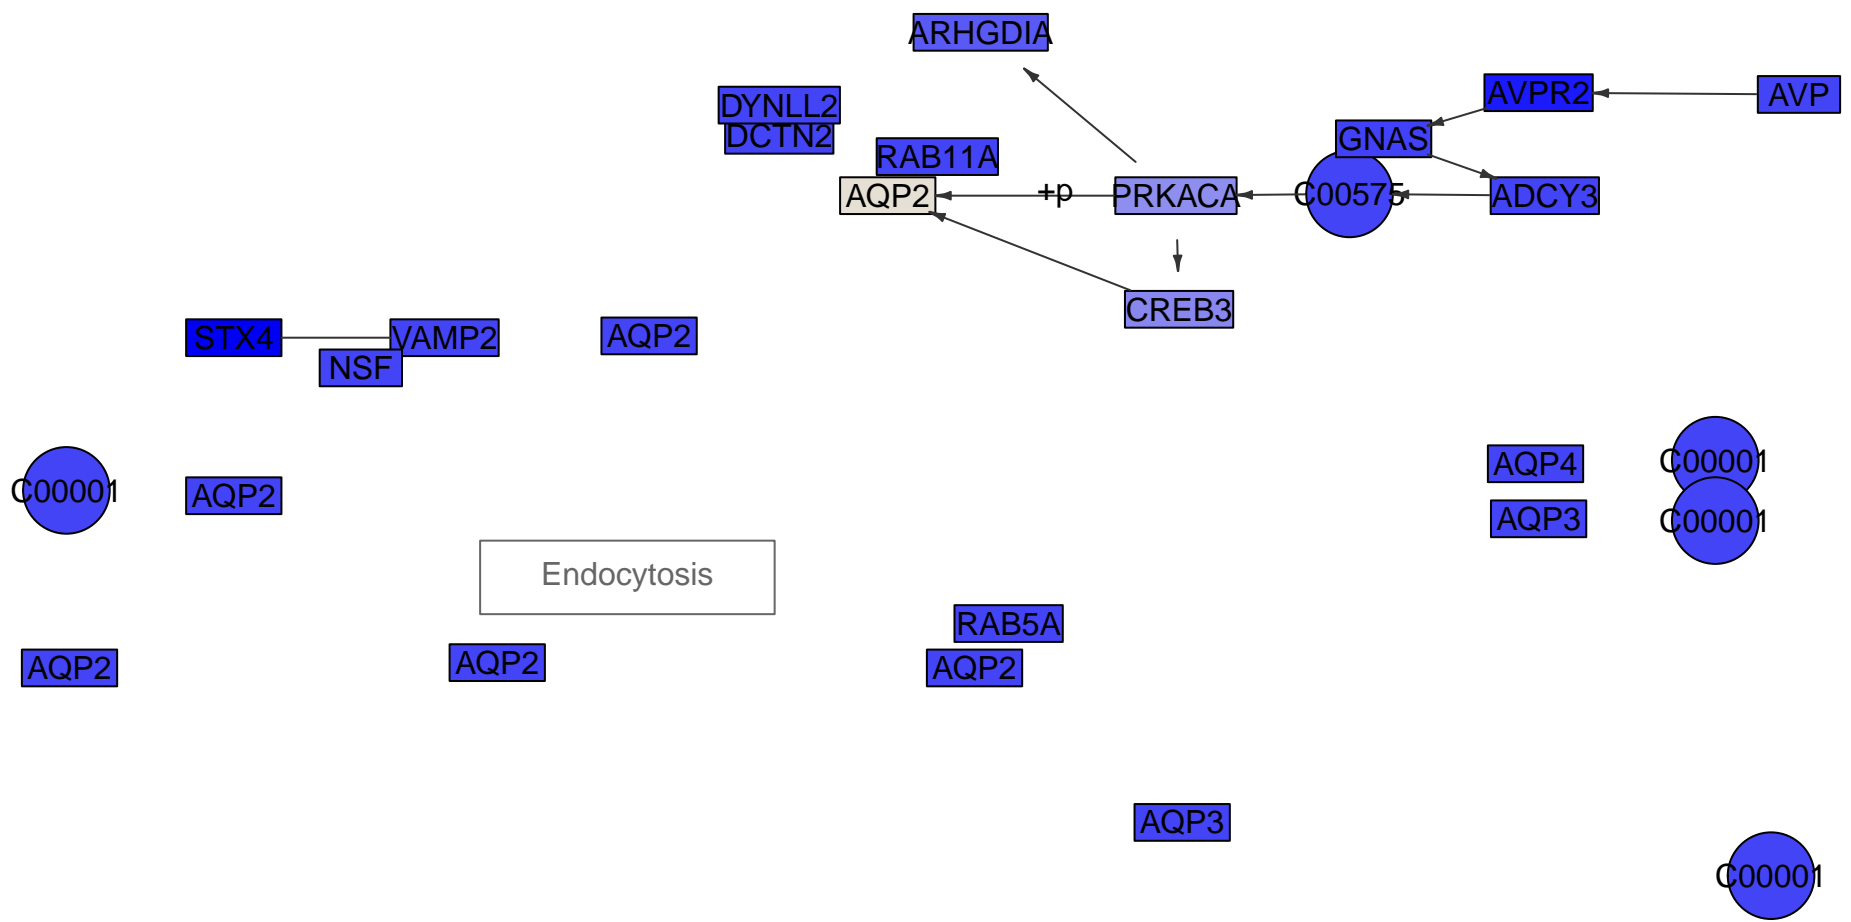 ARHGDIA
DYNLL2
AVPR2
AVP
DCTN2
GNAS
RAB11A
AQP2
+p
PRKACA
C00575
ADCY3
CREB3
STX4
VAMP2
AQP2
NSF
C00001
AQP2
AQP4
C00001
AQP3
C00001
Endocytosis
RAB5A
AQP2
AQP2
AQP2
AQP3
C00001